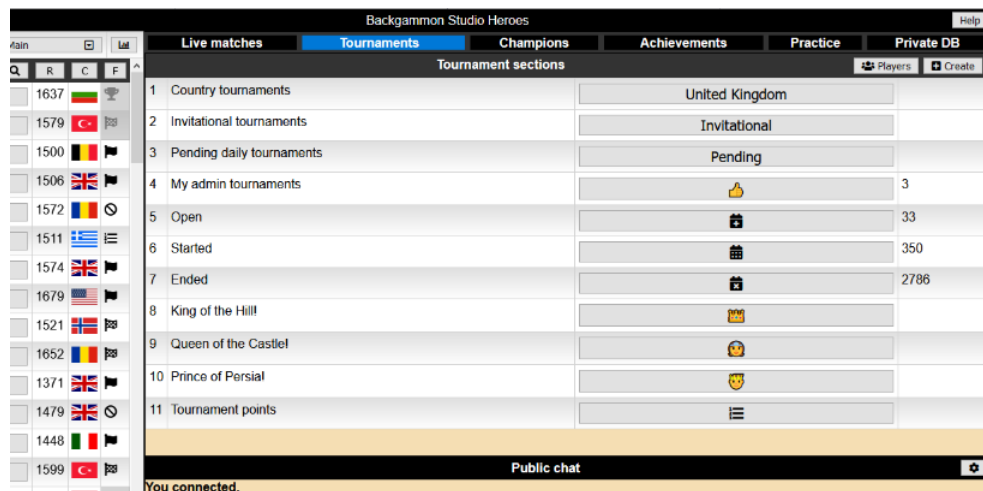 Backgammon Studio Heroes
Help
Main
Live matches Tournaments Champions Achievements Practice Private DB
Tournament sections
Players Create
R C F
1637
1579
1500
1506
1572
1511
1574
1679
1521
1652
1371
1479
1448
1599
1 Country tournaments United Kingdom
2 Invitational tournaments Invitational
3 Pending daily tournaments Pending
4 My admin tournaments 3
5 Open 33
6 Started 350
7 Ended 2786
8 King of the Hill!
9 Queen of the Castle!
10 Prince of Persia!
11 Tournament points
Public chat
You connected.